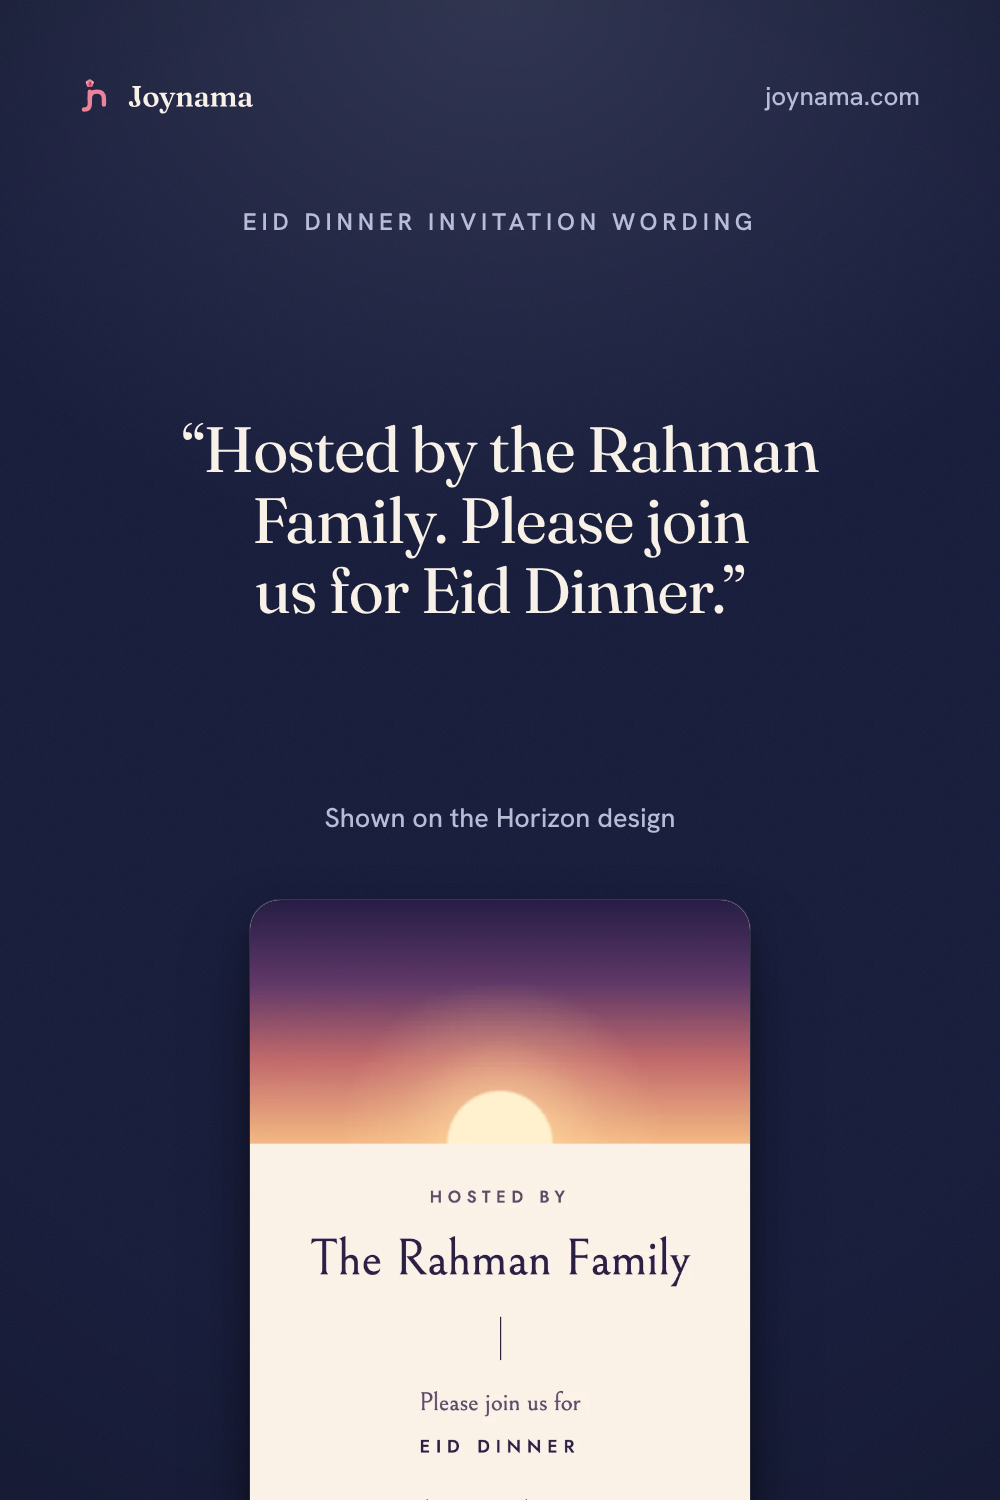 Joynama
joynama.com
EID DINNER INVITATION WORDING
“Hosted by the Rahman
Family. Please join
us for Eid Dinner.”
Shown on the Horizon design
HOSTED BY
The Rahman Family
Please join us for
EID DINNER